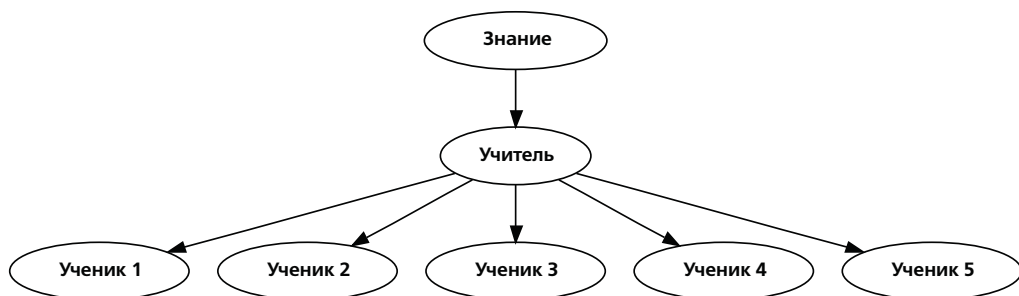 Знание
Учитель
Ученик 1
Ученик 2
Ученик 3
Ученик 4
Ученик 5